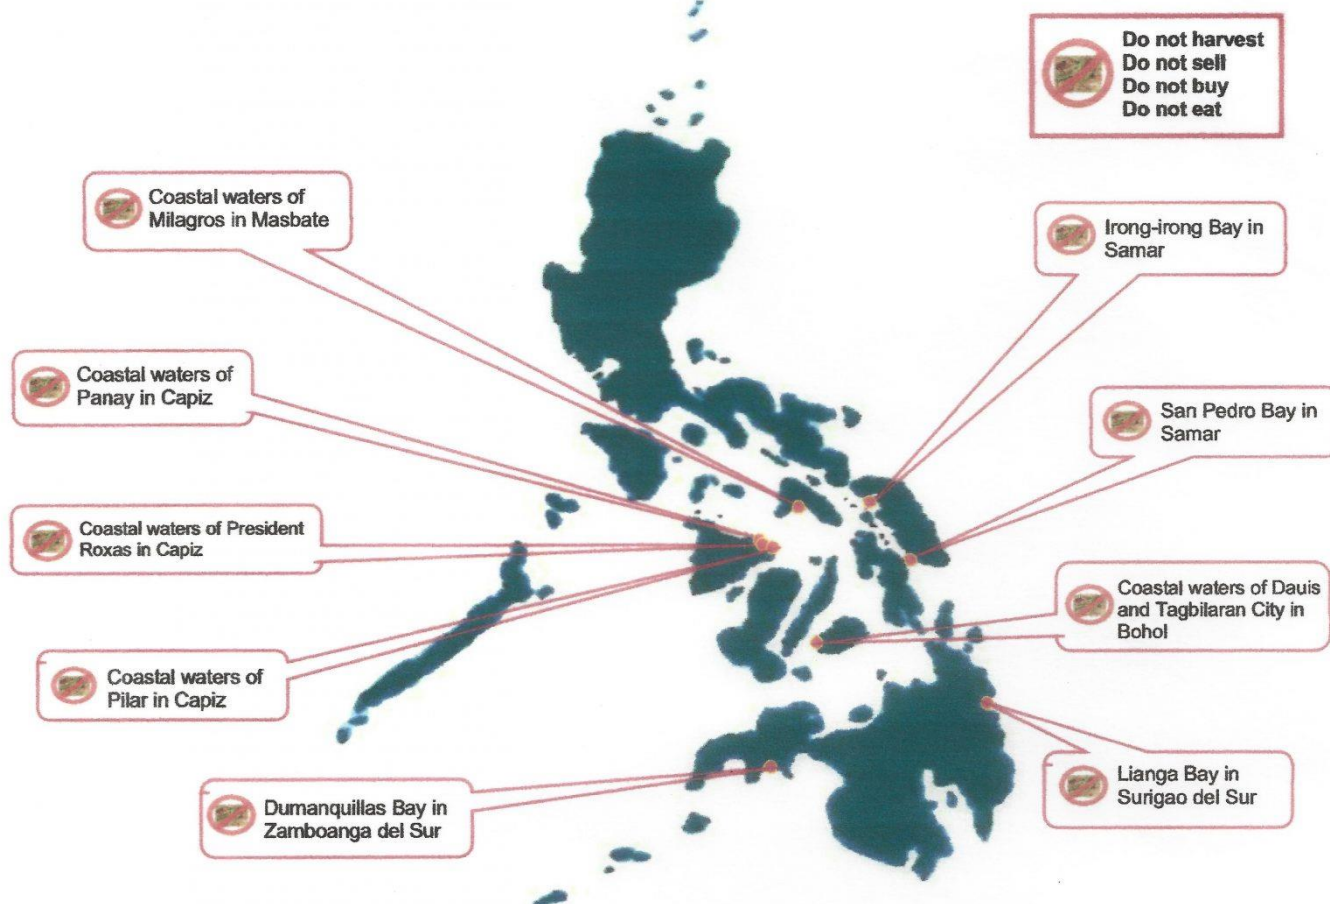 Do not harvest
Do not sell
Do not buy
Do not eat
Coastal waters of
Milagros in Masbate
Irong-irong Bay in
Samar
Coastal waters of
Panay in Capiz
San Pedro Bay in
Samar
Coastal waters of President
Roxas in Capiz
Coastal waters of Dauis
and Tagbilaran City in
Bohol
Coastal waters of
Pilar in Capiz
Lianga Bay in
Surigao del Sur
Dumanquillas Bay in
Zamboanga del Sur